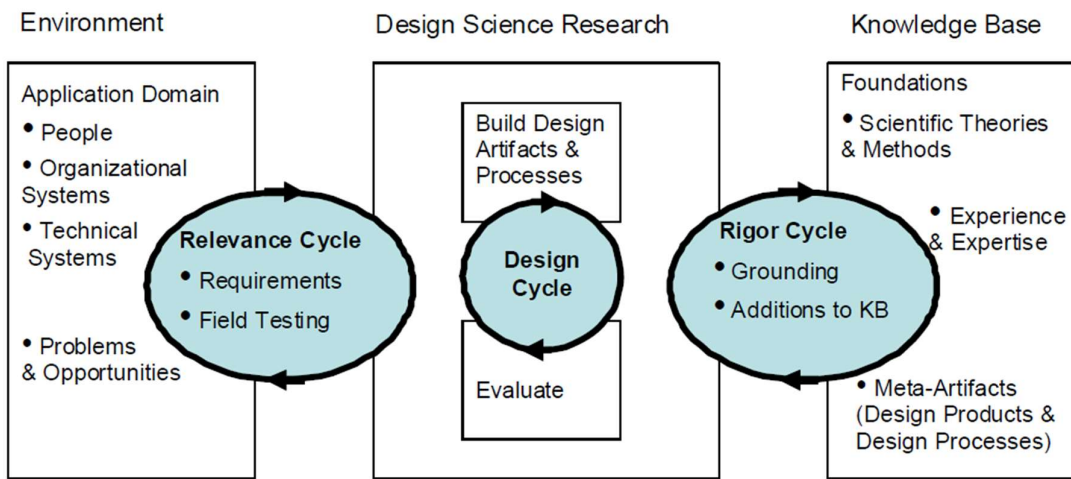 Environment
Design Science Research
Knowledge Base
Application Domain
• People
• Organizational
Systems
• Technical
Systems
• Problems
& Opportunities
Relevance Cycle
• Requirements
• Field Testing
Build Design
Artifacts &
Processes
Design
Cycle
Evaluate
Rigor Cycle
• Grounding
• Additions to KB
Foundations
• Scientific Theories
& Methods
• Experience
& Expertise
• Meta-Artifacts
(Design Products &
Design Processes)